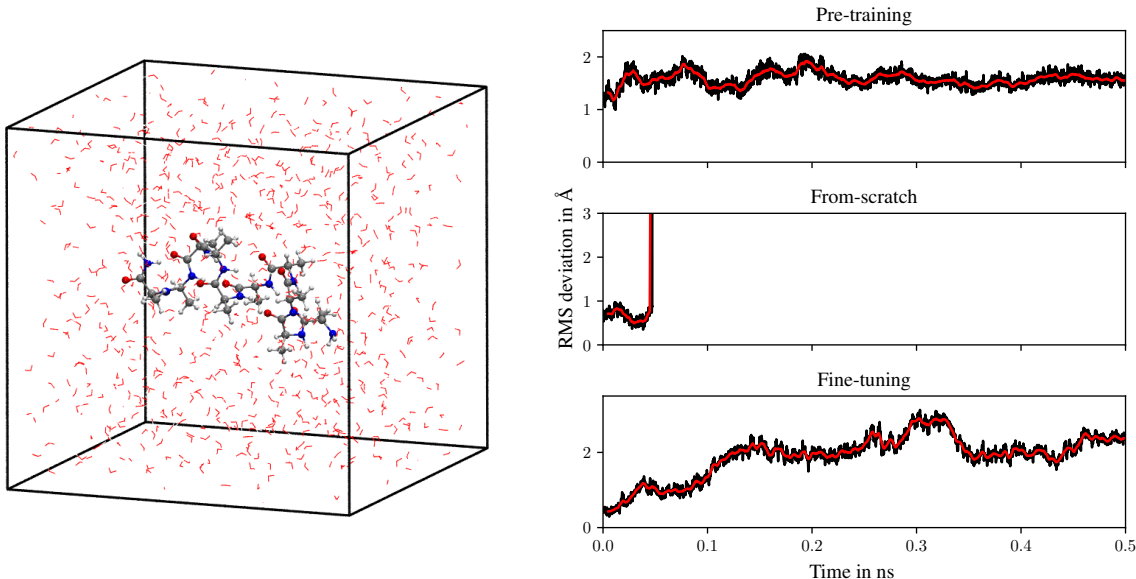 Pre-training
2
1
0
From-scratch
3
2
1
0
RMS deviation in Å
Fine-tuning
2
0
0.0 0.1 0.2 0.3 0.4 0.5
Time in ns